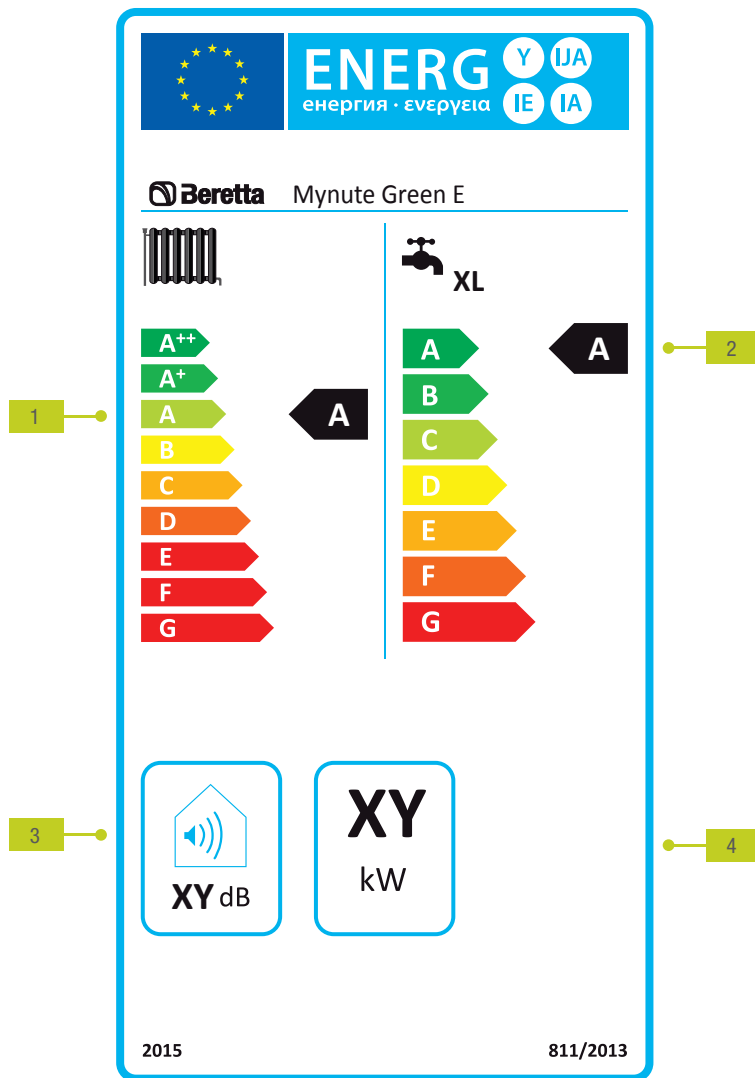 ENERG Y IJA
енергия · ενεργεια IE IA
Beretta Mynute Green E
XL
A++
A+
A
B
C
D
E
F
G
A
A
B
C
D
E
F
G
A
1
2
3
4
XY dB
XY
kW
2015
811/2013